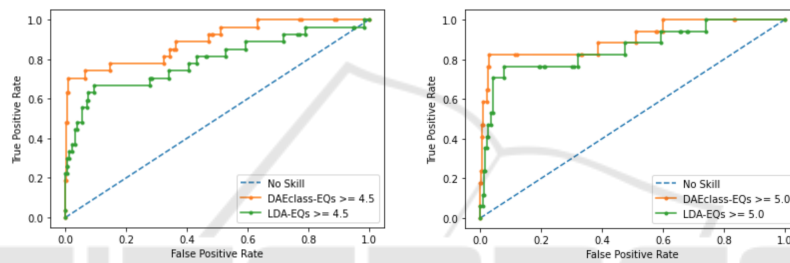 1.0
0.8
0.6
0.4
0.2
0.0
True Positive Rate
No Skill
DAEclass-EQs >= 4.5
LDA-EQs >= 4.5
0.0 0.2 0.4 0.6 0.8 1.0
False Positive Rate
1.0
0.8
0.6
0.4
0.2
0.0
True Positive Rate
No Skill
DAEclass-EQs >= 5.0
LDA-EQs >= 5.0
0.0 0.2 0.4 0.6 0.8 1.0
False Positive Rate